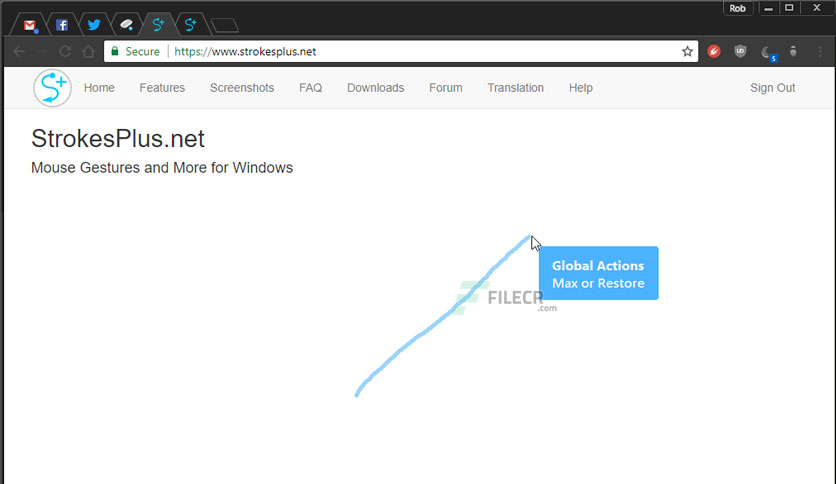 Rob
Secure https://www.strokesplus.net
S
Home Features Screenshots FAQ Downloads Forum Translation Help Sign Out
StrokesPlus.net
Mouse Gestures and More for Windows
Global Actions
Max or Restore
FILECR
.com